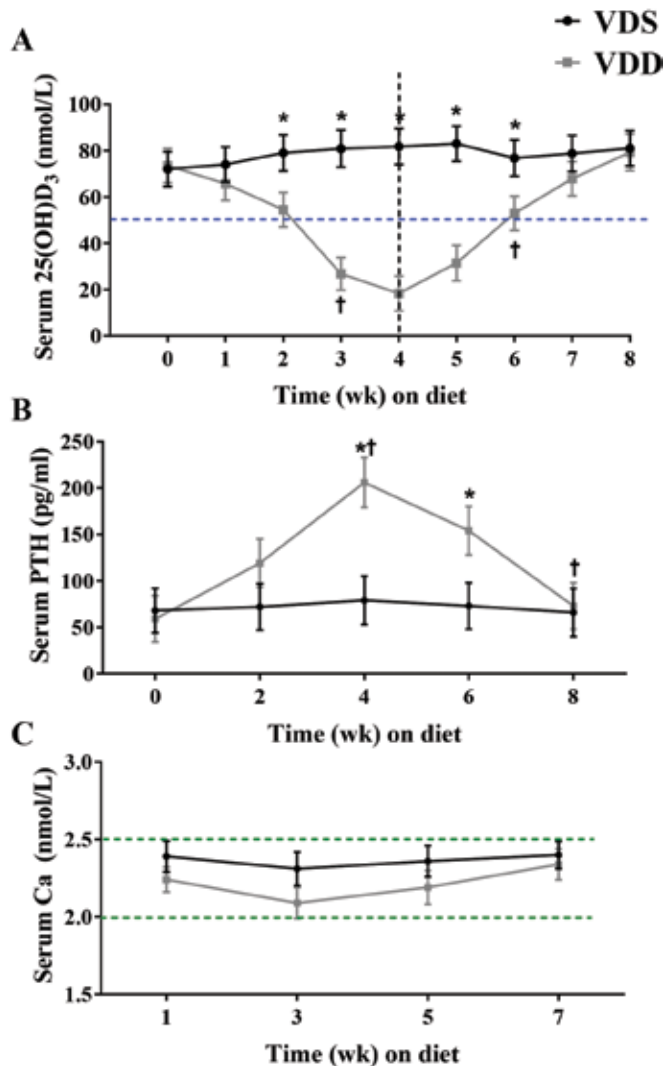 VDS
VDD
A
Serum 25(OH)D3 (nmol/L)
100
80
60
40
20
0
* * * * *
† †
0 1 2 3 4 5 6 7 8
Time (wk) on diet
B
Serum PTH (pg/ml)
250
200
150
100
50
0
*† * †
0 2 4 6 8
Time (wk) on diet
C
Serum Ca (nmol/L)
3.0
2.5
2.0
1.5
1 3 5 7
Time (wk) on diet